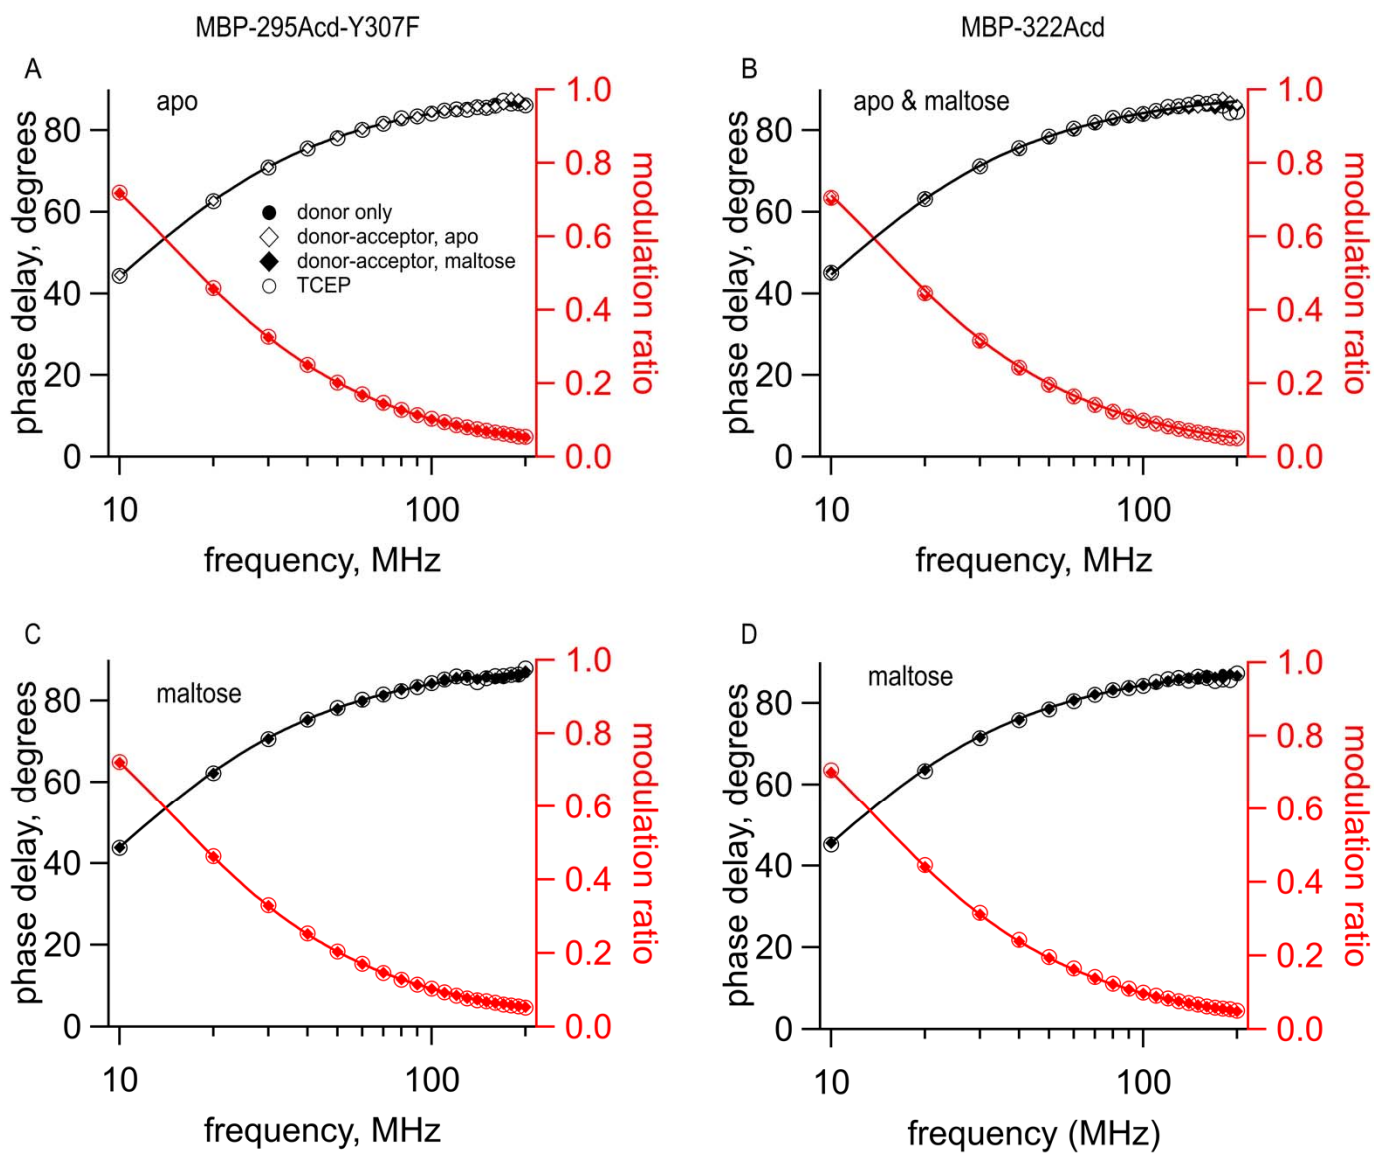 MBP-295Acd-Y307F
MBP-322Acd
A
apo
phase delay, degrees
80
60
40
20
0
1.0
0.8
0.6
0.4
0.2
0.0
modulation ratio
donor only
donor-acceptor, apo
donor-acceptor, maltose
TCEP
10
100
frequency, MHz
B
apo & maltose
phase delay, degrees
80
60
40
20
0
1.0
0.8
0.6
0.4
0.2
0.0
modulation ratio
10
100
frequency, MHz
C
maltose
phase delay, degrees
80
60
40
20
0
1.0
0.8
0.6
0.4
0.2
0.0
modulation ratio
10
100
frequency, MHz
D
maltose
phase delay, degrees
80
60
40
20
0
1.0
0.8
0.6
0.4
0.2
0.0
modulation ratio
10
100
frequency (MHz)